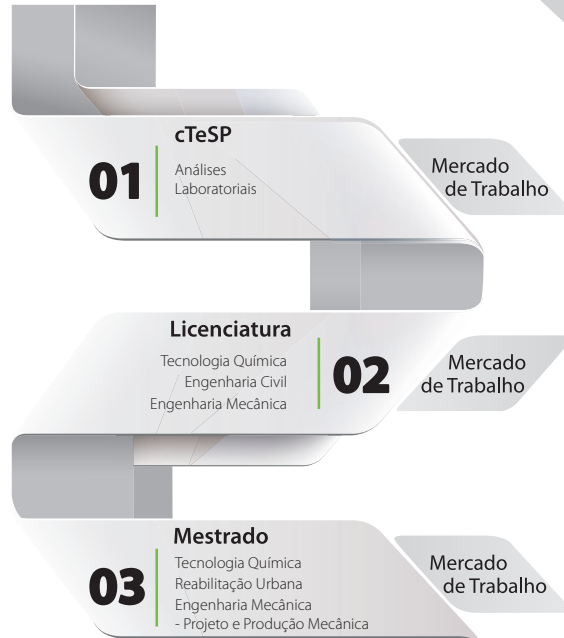 cTeSP
01
Análises
Laboratoriais
Mercado
de Trabalho
Licenciatura
Tecnologia Química
Engenharia Civil
Engenharia Mecânica
02
Mercado
de Trabalho
Mestrado
03
Tecnologia Química
Reabilitação Urbana
Engenharia Mecânica
- Projeto e Produção Mecânica
Mercado
de Trabalho